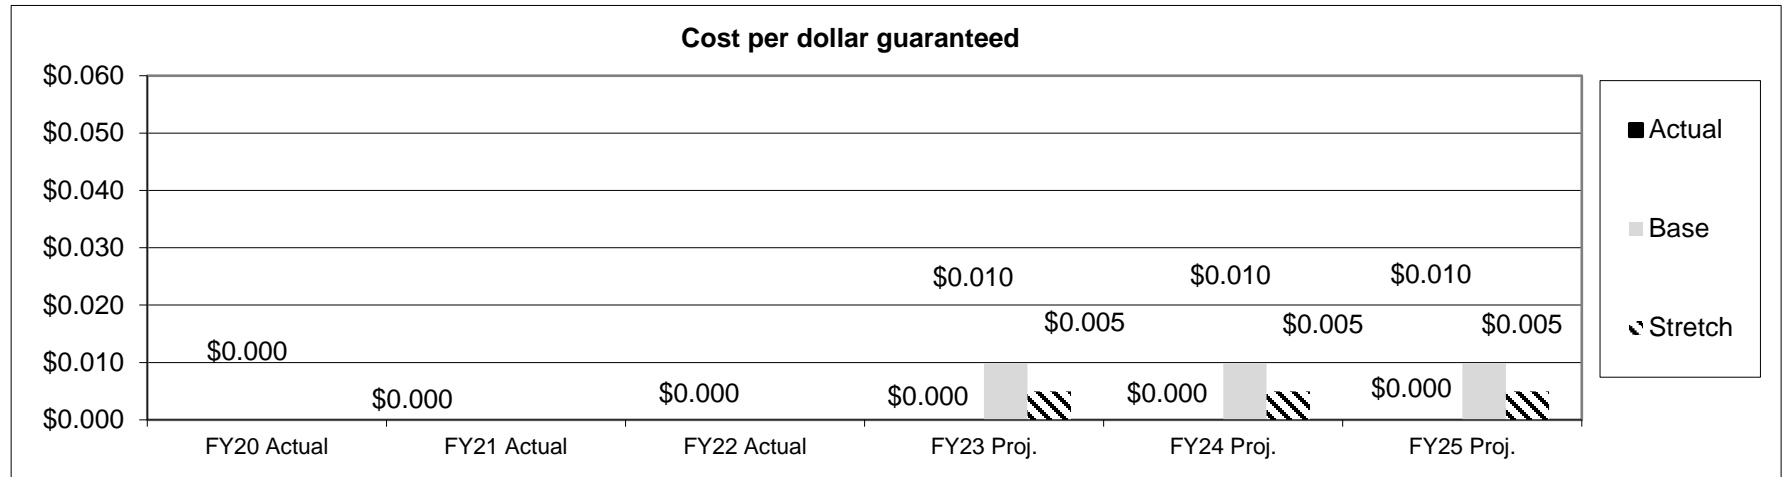 Cost per dollar guaranteed
$0.060
$0.050
$0.040
$0.030
$0.020
$0.010
$0.000
$0.000
$0.000
$0.000
$0.000
$0.010
$0.005
$0.000
$0.010
$0.005
$0.000
$0.010
$0.005
FY20 Actual
FY21 Actual
FY22 Actual
FY23 Proj.
FY24 Proj.
FY25 Proj.
Actual
Base
Stretch